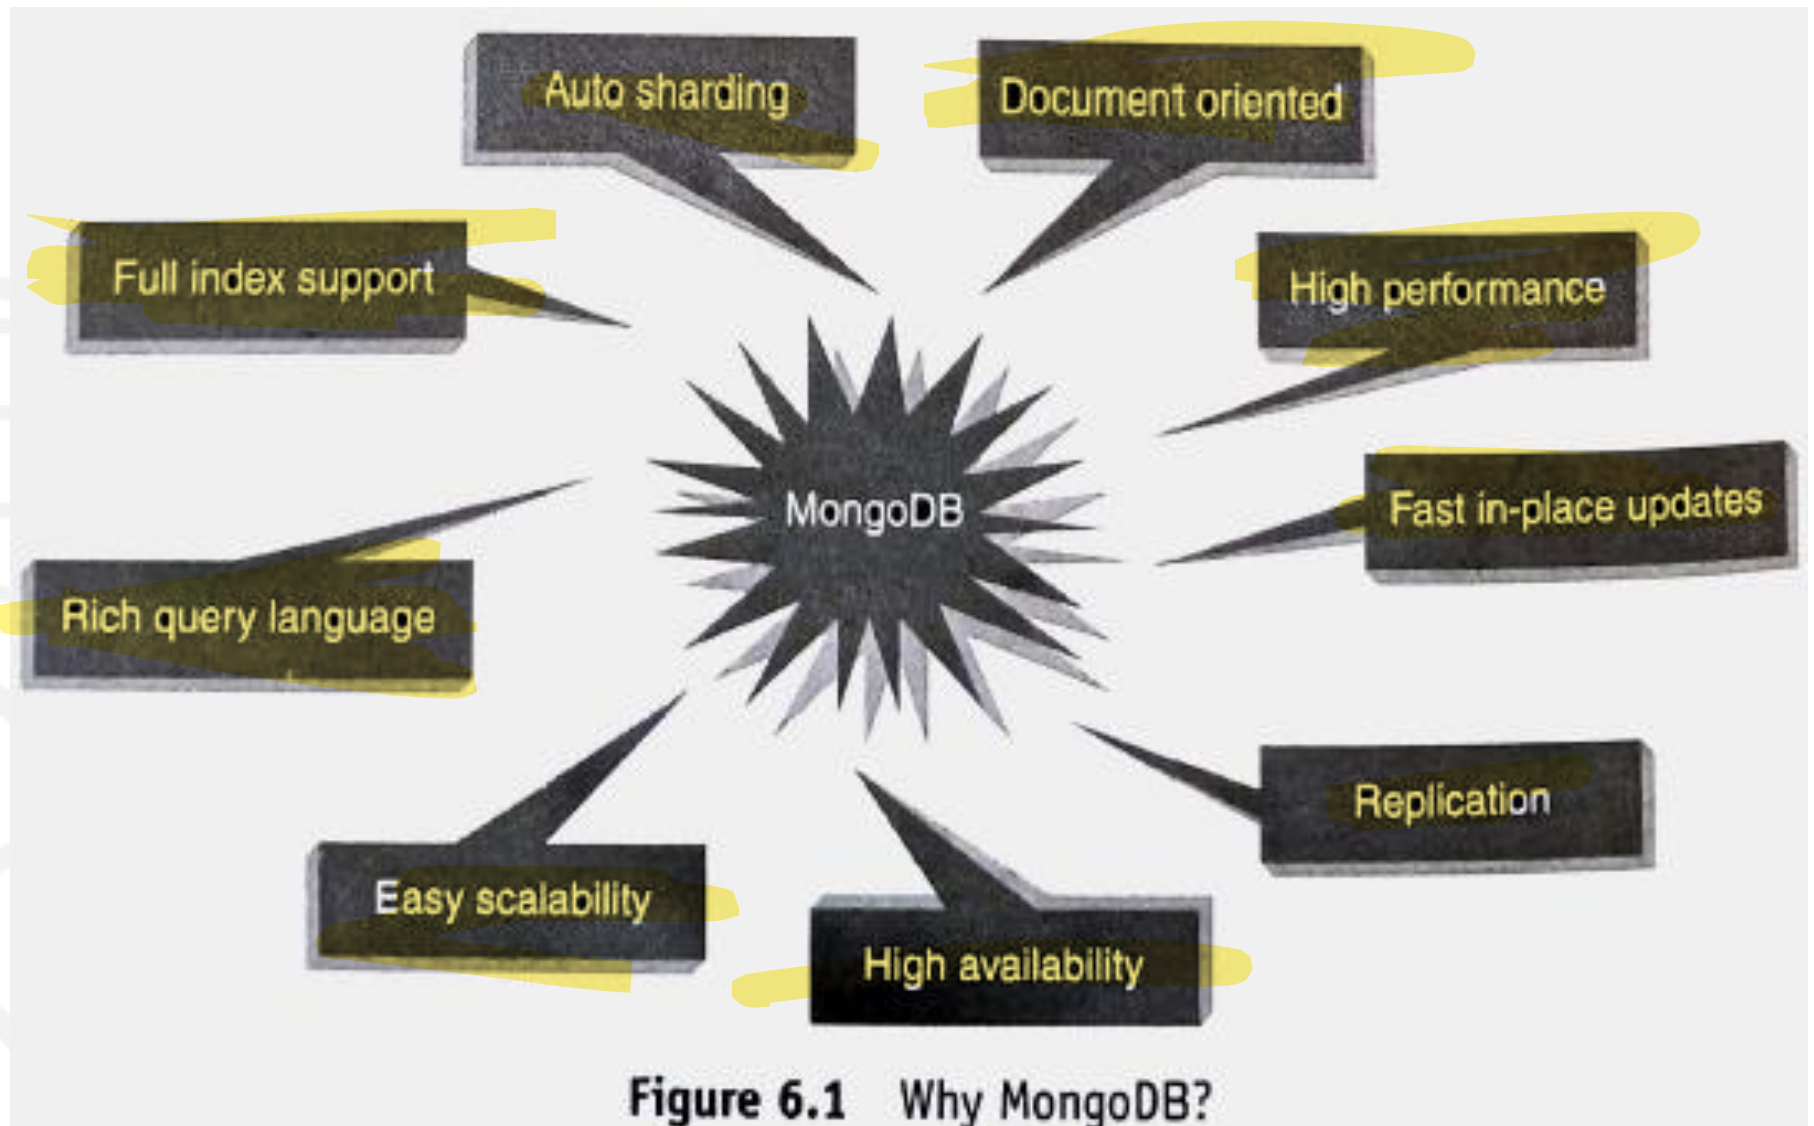 Auto sharding
Document oriented
Full index support
High performance
MongoDB
Fast in-place updates
Rich query language
Replication
Easy scalability
High availability
Figure 6.1 Why MongoDB?